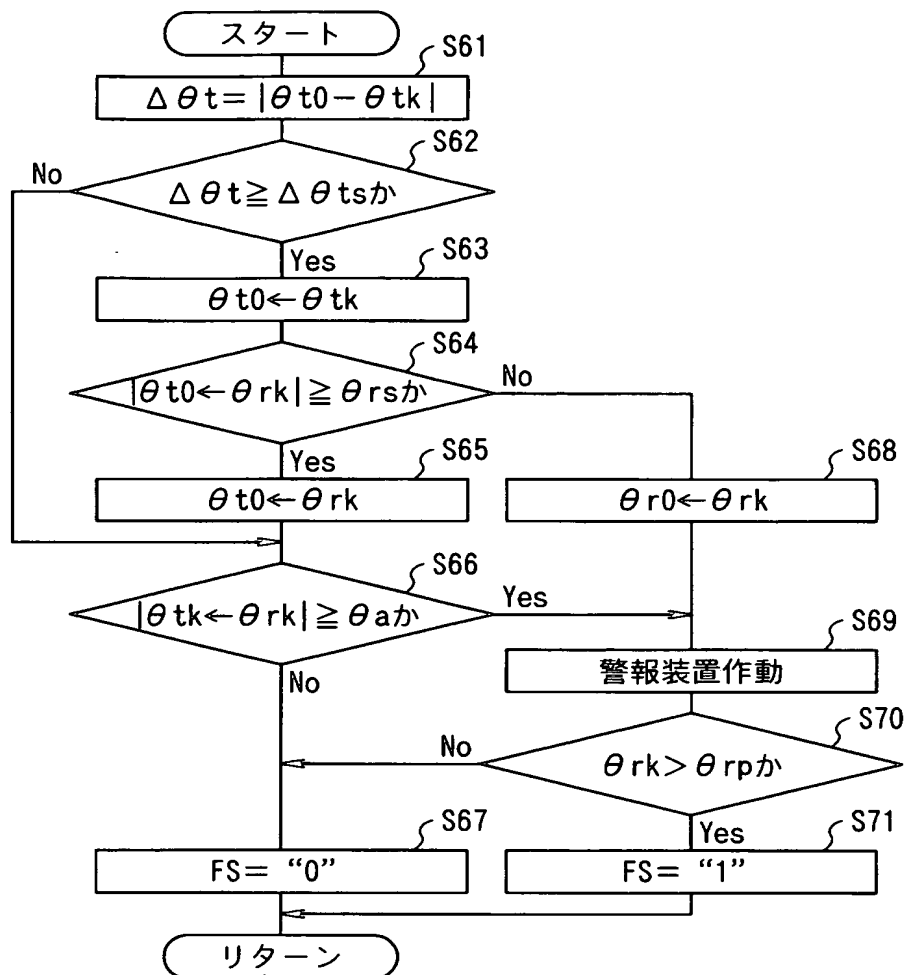 スタート
S61
Δθt=|θt0-θtk|
S62
No
Δθt≧Δθtsか
Yes
S63
θt0←θtk
S64
|θt0←θrk|≧θrsか
No
Yes
S65
θt0←θrk
S68
θr0←θrk
S66
|θtk←θrk|≧θaか
Yes
No
S69
警報装置作動
S70
No
θrk>θrpか
Yes
S67
FS= “0”
S71
FS= “1”
リターン